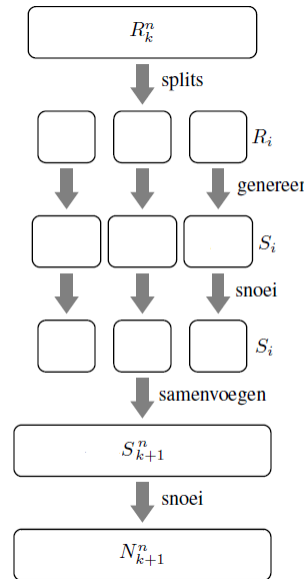 R_k^n
splits
R_i
genereer
S_i
snoei
S_i
samenvoegen
S_{k+1}^n
snoei
N_{k+1}^n